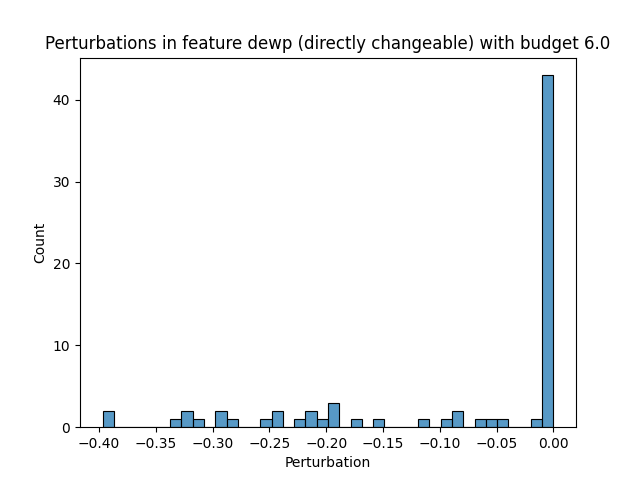 Perturbations in feature dewp (directly changeable) with budget 6.0
40
30
20
10
0
Count
−0.40 −0.35 −0.30 −0.25 −0.20 −0.15 −0.10 −0.05 0.00
Perturbation